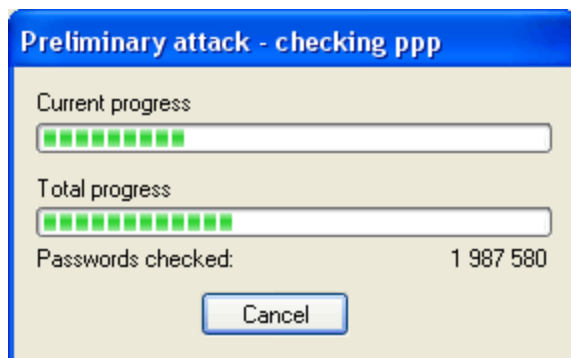 Preliminary attack - checking ppp
Current progress
Total progress
Passwords checked: 1 987 580
Cancel